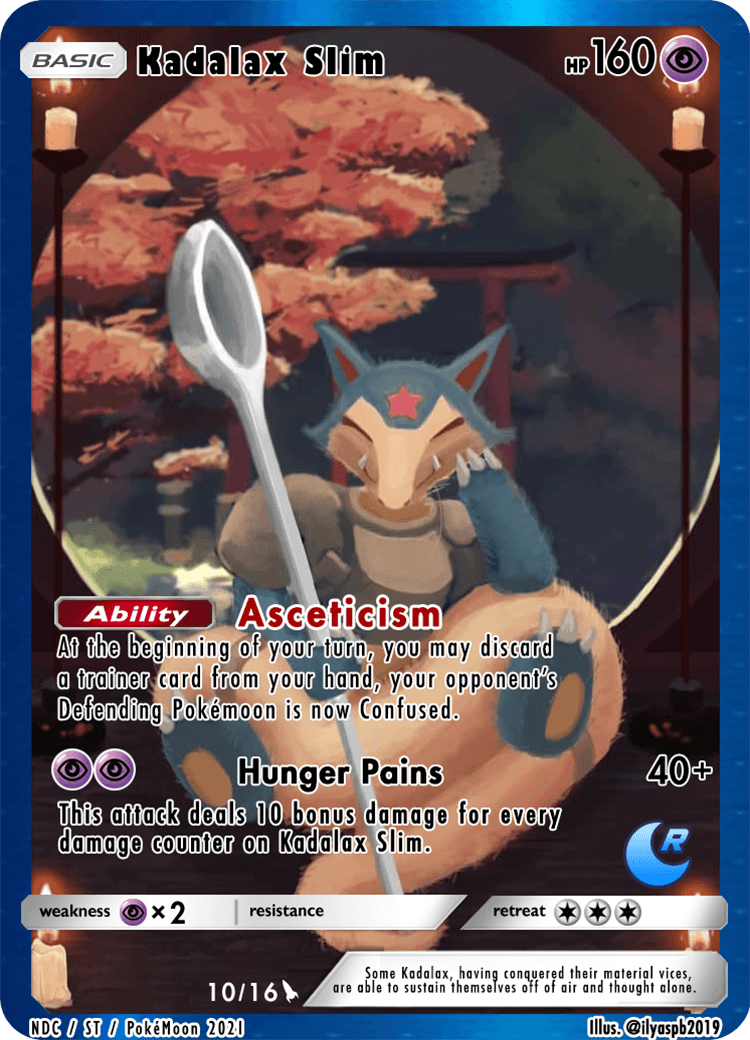 BASIC Kadalax Slim HP160
Ability Asceticism
At the beginning of your turn, you may discard
a trainer card from your hand, your opponent's
Defending Pokémoon is now Confused.
Hunger Pains 40+
This attack deals 10 bonus damage for every
damage counter on Kadalax Slim.
R
weakness ×2 resistance retreat
10/16
Some Kadalax, having conquered their material vices,
are able to sustain themselves off of air and thought alone.
NDC / ST / PokéMoon 2021 Illus. @ilyaspb2019